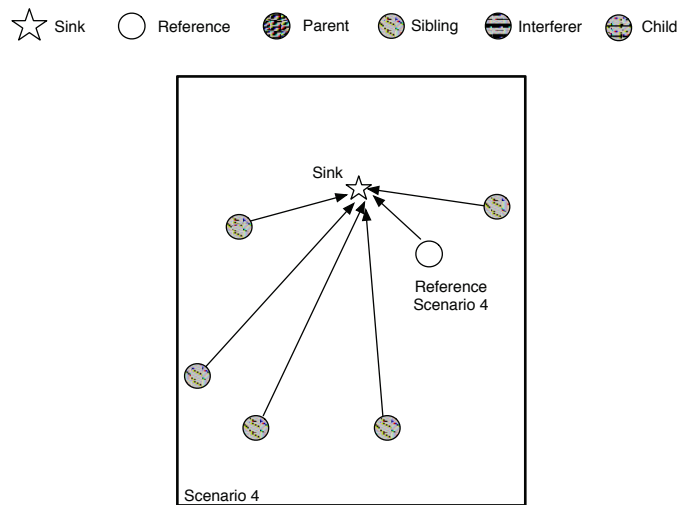 Sink Reference Parent Sibling Interferer Child
Sink
Reference
Scenario 4
Scenario 4